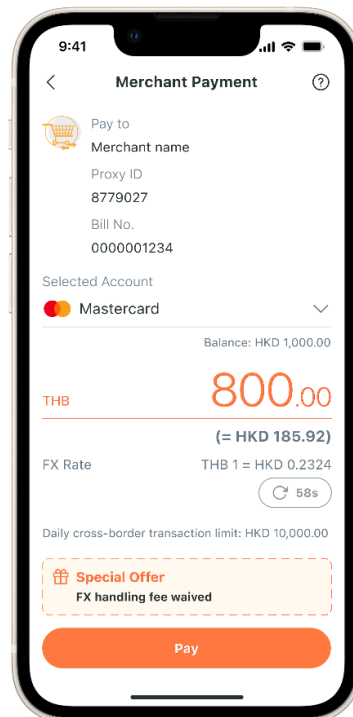 9:41
Merchant Payment
Pay to
Merchant name
Proxy ID
8779027
Bill No.
0000001234
Selected Account
Mastercard
Balance: HKD 1,000.00
THB 800.00
(= HKD 185.92)
FX Rate THB 1 = HKD 0.2324
58s
Daily cross-border transaction limit: HKD 10,000.00
Special Offer
FX handling fee waived
Pay